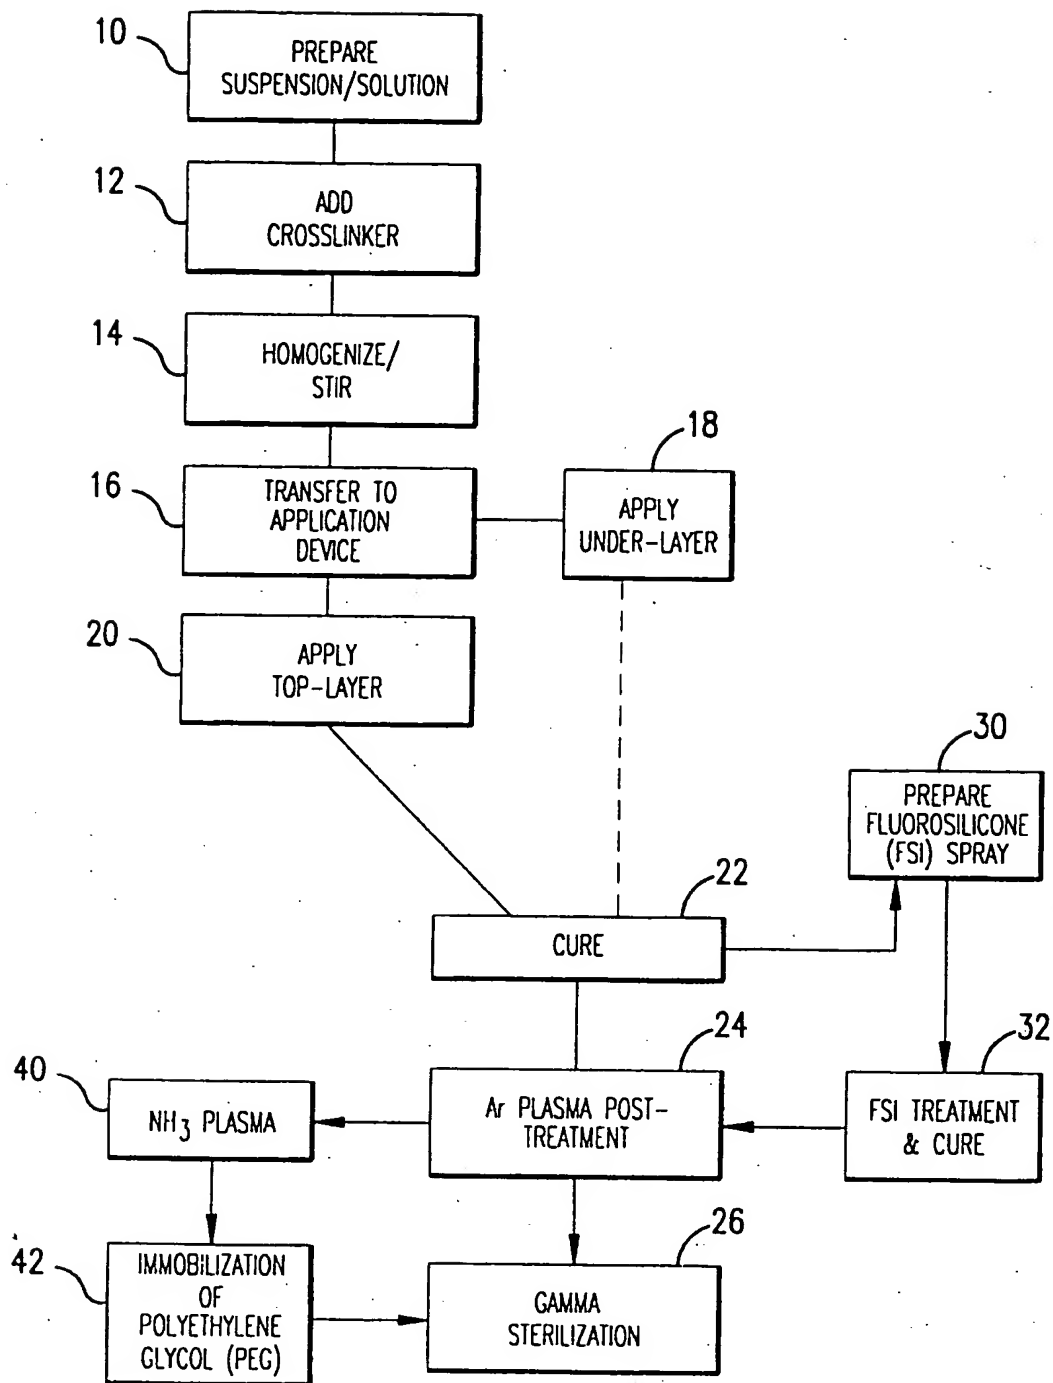 10
PREPARE
SUSPENSION/SOLUTION
12
ADD
CROSSLINKER
14
HOMOGENIZE/
STIR
16
TRANSFER TO
APPLICATION
DEVICE
18
APPLY
UNDER-LAYER
20
APPLY
TOP-LAYER
30
PREPARE
FLUOROSILICONE
(FSI) SPRAY
22
CURE
24
Ar PLASMA POST-
TREATMENT
32
FSI TREATMENT
& CURE
40
NH3 PLASMA
42
IMMOBILIZATION
OF
POLYETHYLENE
GLYCOL (PEG)
26
GAMMA
STERILIZATION